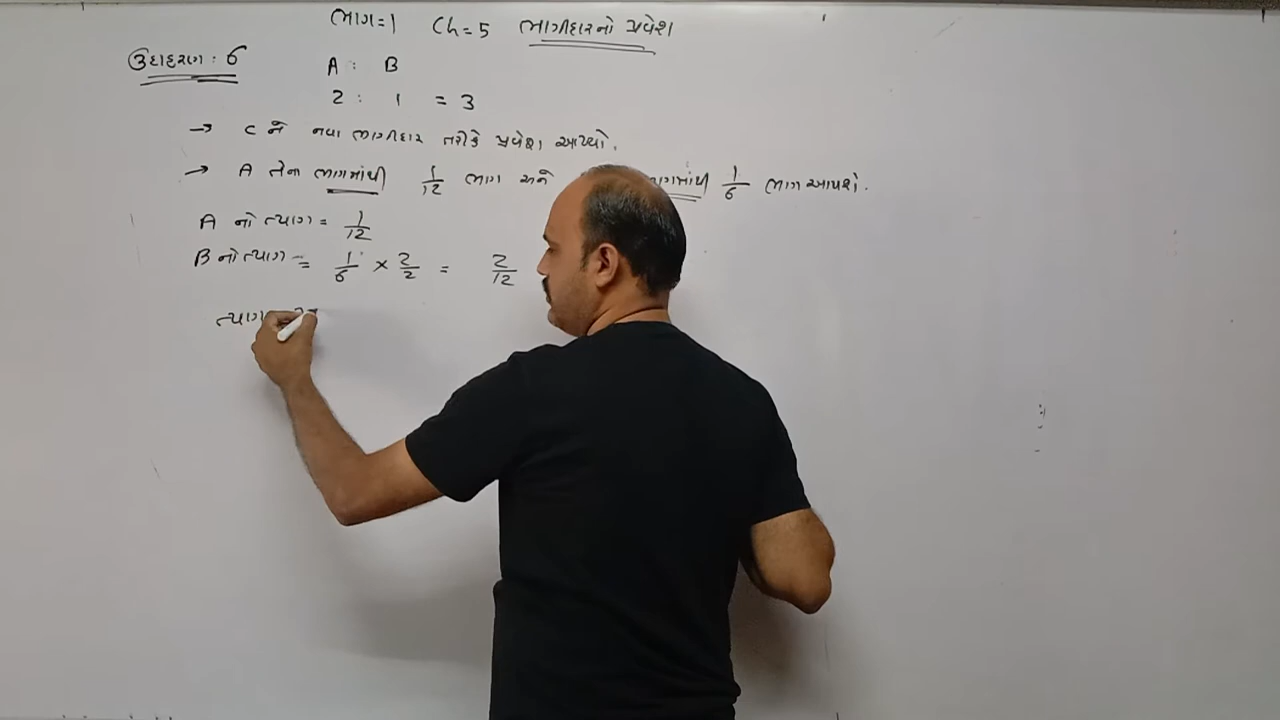 ભાગ=1 Ch=5 ભાગીદારનો પ્રવેશ
ઉદાહરણ: 6
A : B
2 : 1 = 3
→ C ને નવા ભાગીદાર તરીકે પ્રવેશ આપ્યો.
→ A તેના ભાગમાંથી 1/12 ભાગ અને ભાગમાંથી 1/6 ભાગ આપશે.
A નો ત્યાગ = 1/12
B નો ત્યાગ = 1/6 × 2/2 = 2/12
ત્યાગ